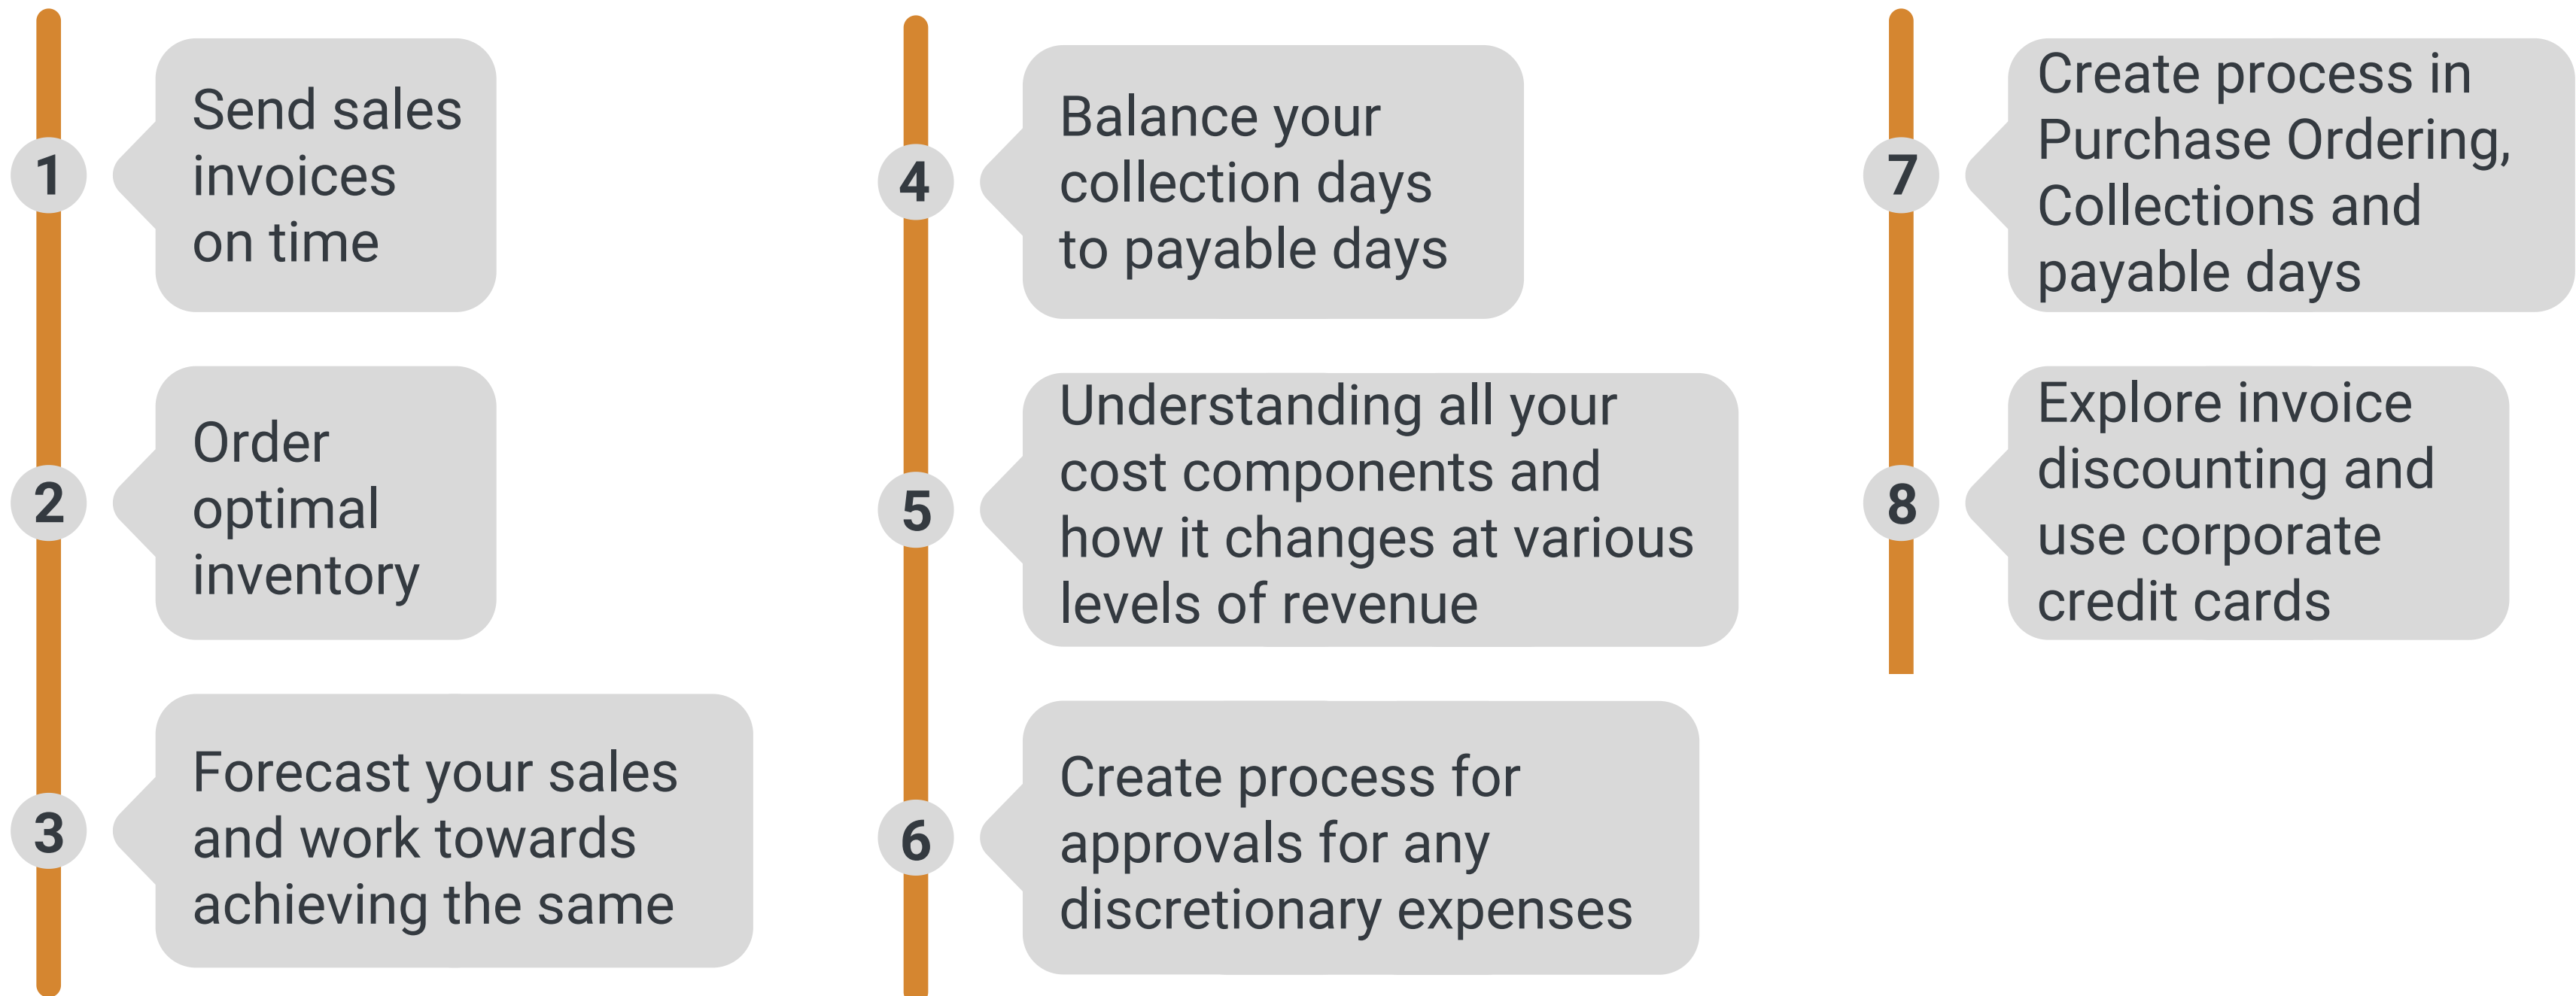 1
Send sales
invoices
on time
2
Order
optimal
inventory
3
Forecast your sales
and work towards
achieving the same
4
Balance your
collection days
to payable days
5
Understanding all your
cost components and
how it changes at various
levels of revenue
6
Create process for
approvals for any
discretionary expenses
7
Create process in
Purchase Ordering,
Collections and
payable days
8
Explore invoice
discounting and
use corporate
credit cards